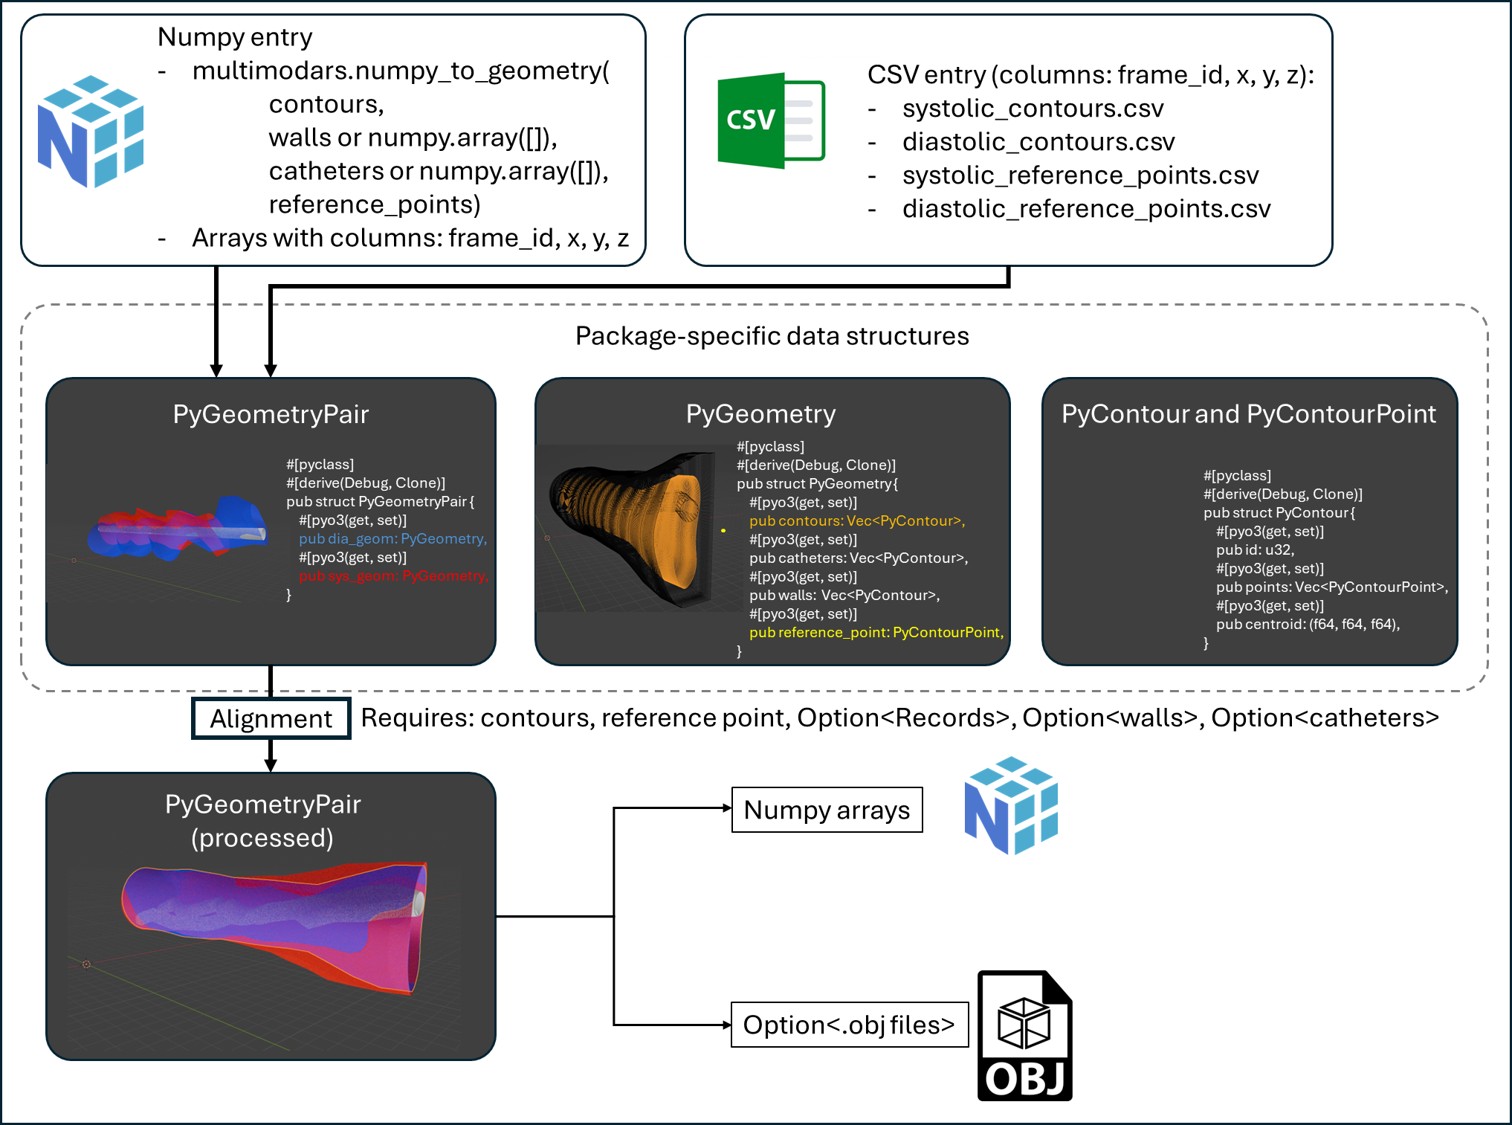 Numpy entry
- multimodars.numpy_to_geometry(
contours,
walls or numpy.array([]),
catheters or numpy.array([]),
reference_points)
- Arrays with columns: frame_id, x, y, z
CSV
CSV entry (columns: frame_id, x, y, z):
- systolic_contours.csv
- diastolic_contours.csv
- systolic_reference_points.csv
- diastolic_reference_points.csv
Package-specific data structures
PyGeometryPair
#[pyclass]
#[derive(Debug, Clone)]
pub struct PyGeometryPair {
#[pyo3(get, set)]
pub dia_geom: PyGeometry,
#[pyo3(get, set)]
pub sys_geom: PyGeometry,
}
PyGeometry
#[pyclass]
#[derive(Debug, Clone)]
pub struct PyGeometry {
#[pyo3(get, set)]
pub contours: Vec<PyContour>,
#[pyo3(get, set)]
pub catheters: Vec<PyContour>,
#[pyo3(get, set)]
pub walls: Vec<PyContour>,
#[pyo3(get, set)]
pub reference_point: PyContourPoint,
}
PyContour and PyContourPoint
#[pyclass]
#[derive(Debug, Clone)]
pub struct PyContour {
#[pyo3(get, set)]
pub id: u32,
#[pyo3(get, set)]
pub points: Vec<PyContourPoint>,
#[pyo3(get, set)]
pub centroid: (f64, f64, f64),
}
Alignment
Requires: contours, reference point, Option<Records>, Option<walls>, Option<catheters>
PyGeometryPair
(processed)
Numpy arrays
Option<.obj files>
OBJ